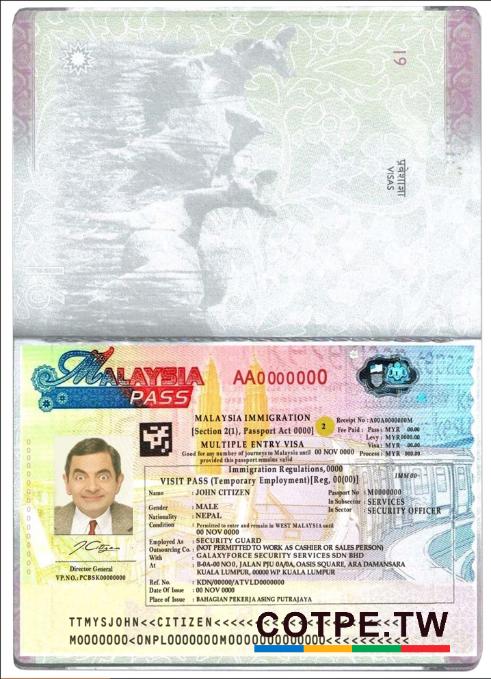 19
प्रवेशाज्ञा
VISAS
MALAYSIA
PASS
AA0000000
MALAYSIA IMMIGRATION
[Section 2(1), Passport Act 0000]
2
Receipt No : A00A0000000M
Fee Paid : Pass : MYR 00.00
Levy : MYR 0000.00
Visa : MYR 00.00
Process : MYR 000.00
MULTIPLE ENTRY VISA
Good for any number of journeys to Malaysia until 00 NOV 0000
provided this passport remains valid
Immigration Regulations, 0000
IMM 00
VISIT PASS (Temporary Employment)[Reg, (00(00)]
Name : JOHN CITIZEN
Passport No : M0000000
In Subsector : SERVICES
Gender : MALE
In Sector : SECURITY OFFICER
Nationality : NEPAL
Condition : Permitted to enter and remain in WEST MALAYSIA until
00 NOV 0000
Employed As : SECURITY GUARD
Outsourcing Co. : (NOT PERMITTED TO WORK AS CASHIER OR SALES PERSON)
With : GALAXYFORCE SECURITY SERVICES SDN BHD
At : B-0A-00 NO0, JALAN PJU 0A/0A, OASIS SQUARE, ARA DAMANSARA
KUALA LUMPUR, 00000 WP KUALA LUMPUR
Ref. No. : KDN/00000/ATVLD0000000
Date Of Issue : 00 NOV 0000
Place of Issue : BAHAGIAN PEKERJA ASING PUTRAJAYA
J.Citizen
Director General
VP.NO.: PCBSK00000000
TTMYSJOHN<<CITIZEN<<<<
COTPE.TW